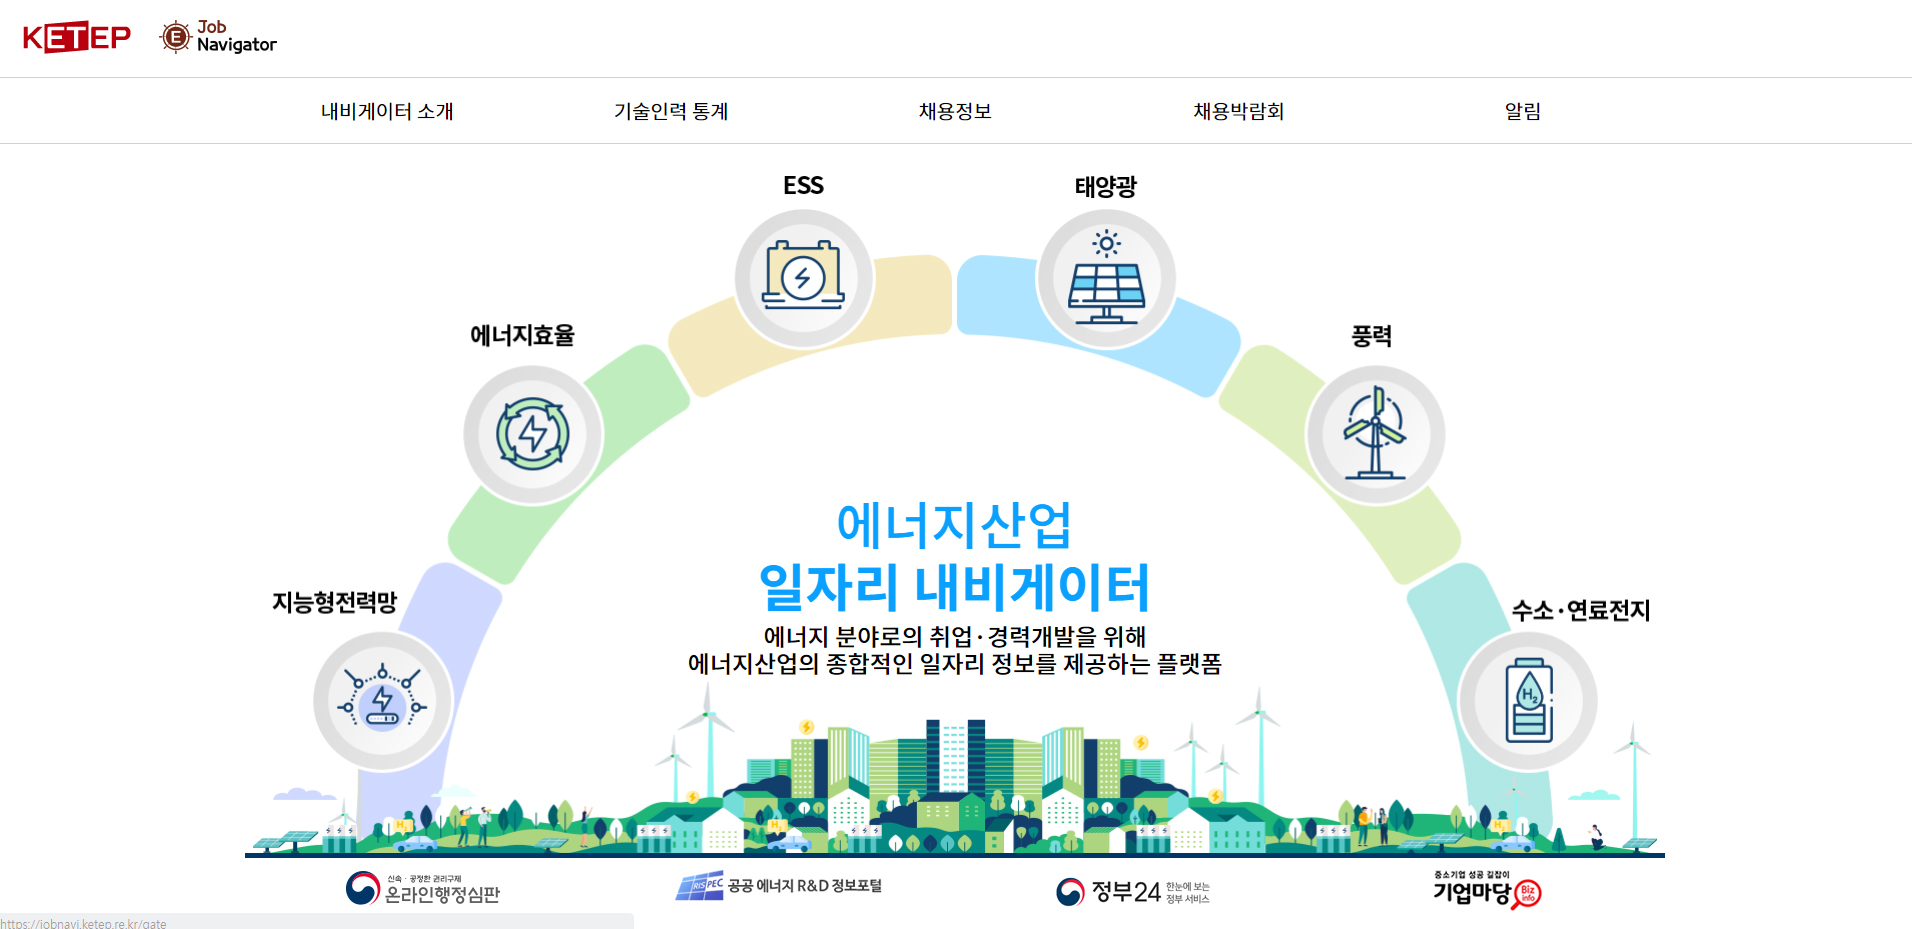 KETEP
E Job
Navigator
내비게이터 소개
기술인력 통계
채용정보
채용박람회
알림
ESS
태양광
에너지효율
풍력
지능형전력망
수소·연료전지
H₂
에너지산업
일자리 내비게이터
에너지 분야로의 취업·경력개발을 위해
에너지산업의 종합적인 일자리 정보를 제공하는 플랫폼
H₂
H₂
H₂
신속·공정한 권리구제
온라인행정심판
RISPEC 공공 에너지 R&D 정보포털
정부24 한눈에 보는
정부 서비스
중소기업 성공 길잡이
기업마당 Biz
info
https://jobnavi.ketep.re.kr/gate